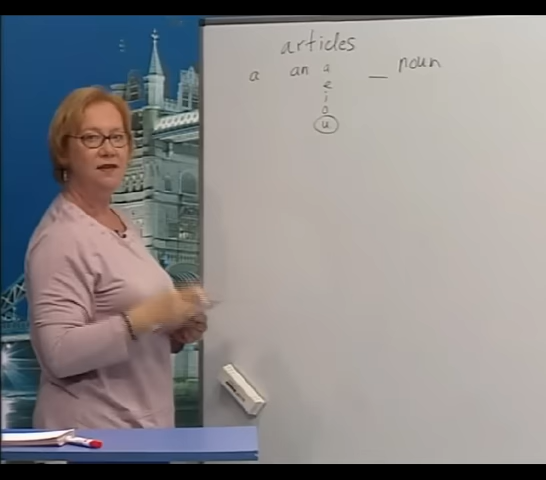 articles
a an a __ noun
e
i
o
u